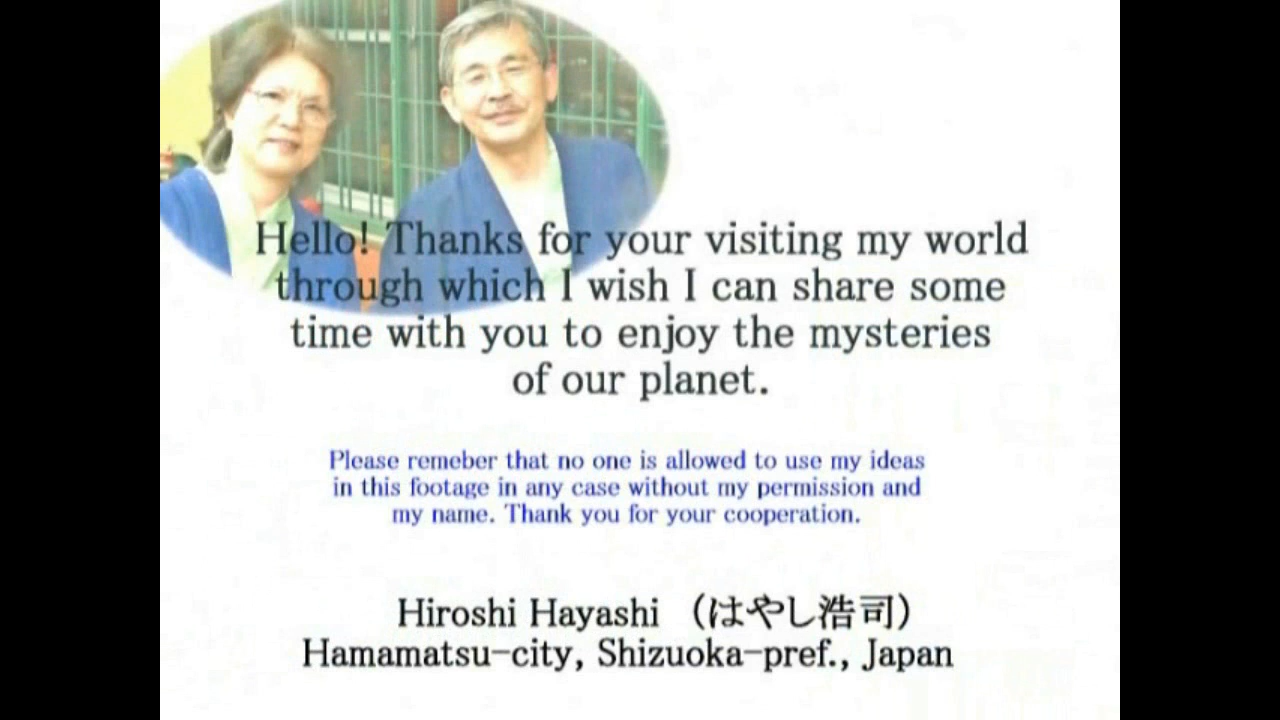 Hello! Thanks for your visiting my world
through which I wish I can share some
time with you to enjoy the mysteries
of our planet.
Please remeber that no one is allowed to use my ideas
in this footage in any case without my permission and
my name. Thank you for your cooperation.
Hiroshi Hayashi （はやし浩司）
Hamamatsu-city, Shizuoka-pref., Japan